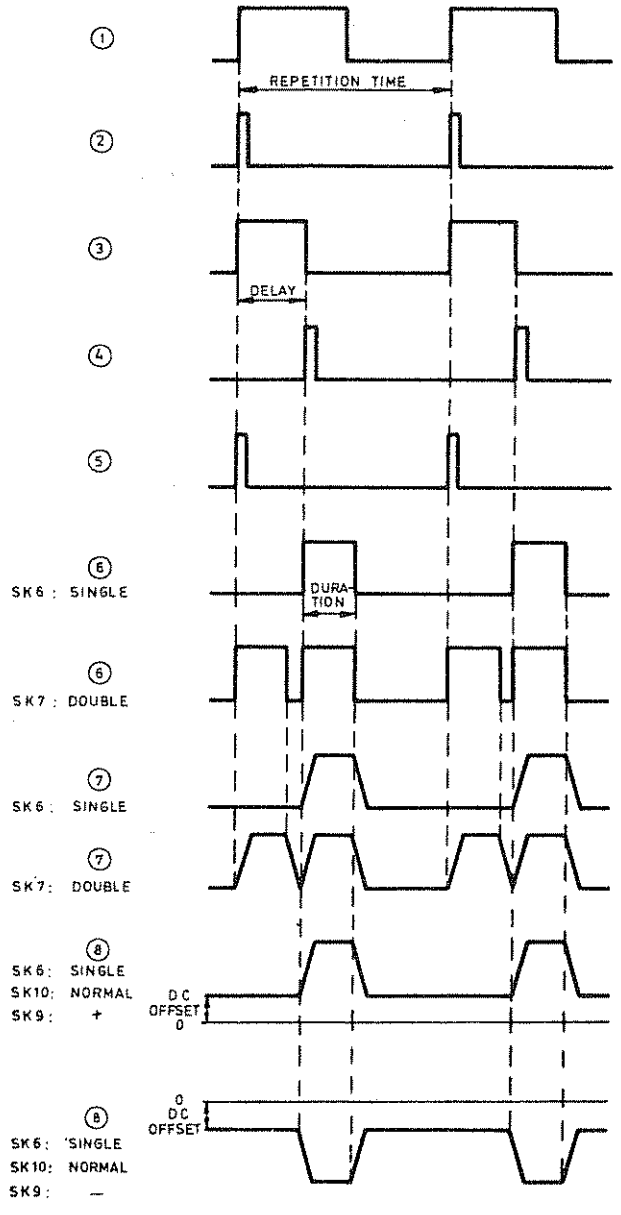 ①
REPETITION TIME
②
③
DELAY
④
⑤
⑥
SK6: SINGLE
DURA-
TION
⑥
SK7: DOUBLE
⑦
SK6: SINGLE
⑦
SK7: DOUBLE
⑧
SK6: SINGLE
SK10: NORMAL
SK9: +
DC
OFFSET
0
0
DC
OFFSET
⑧
SK6: SINGLE
SK10: NORMAL
SK9: —